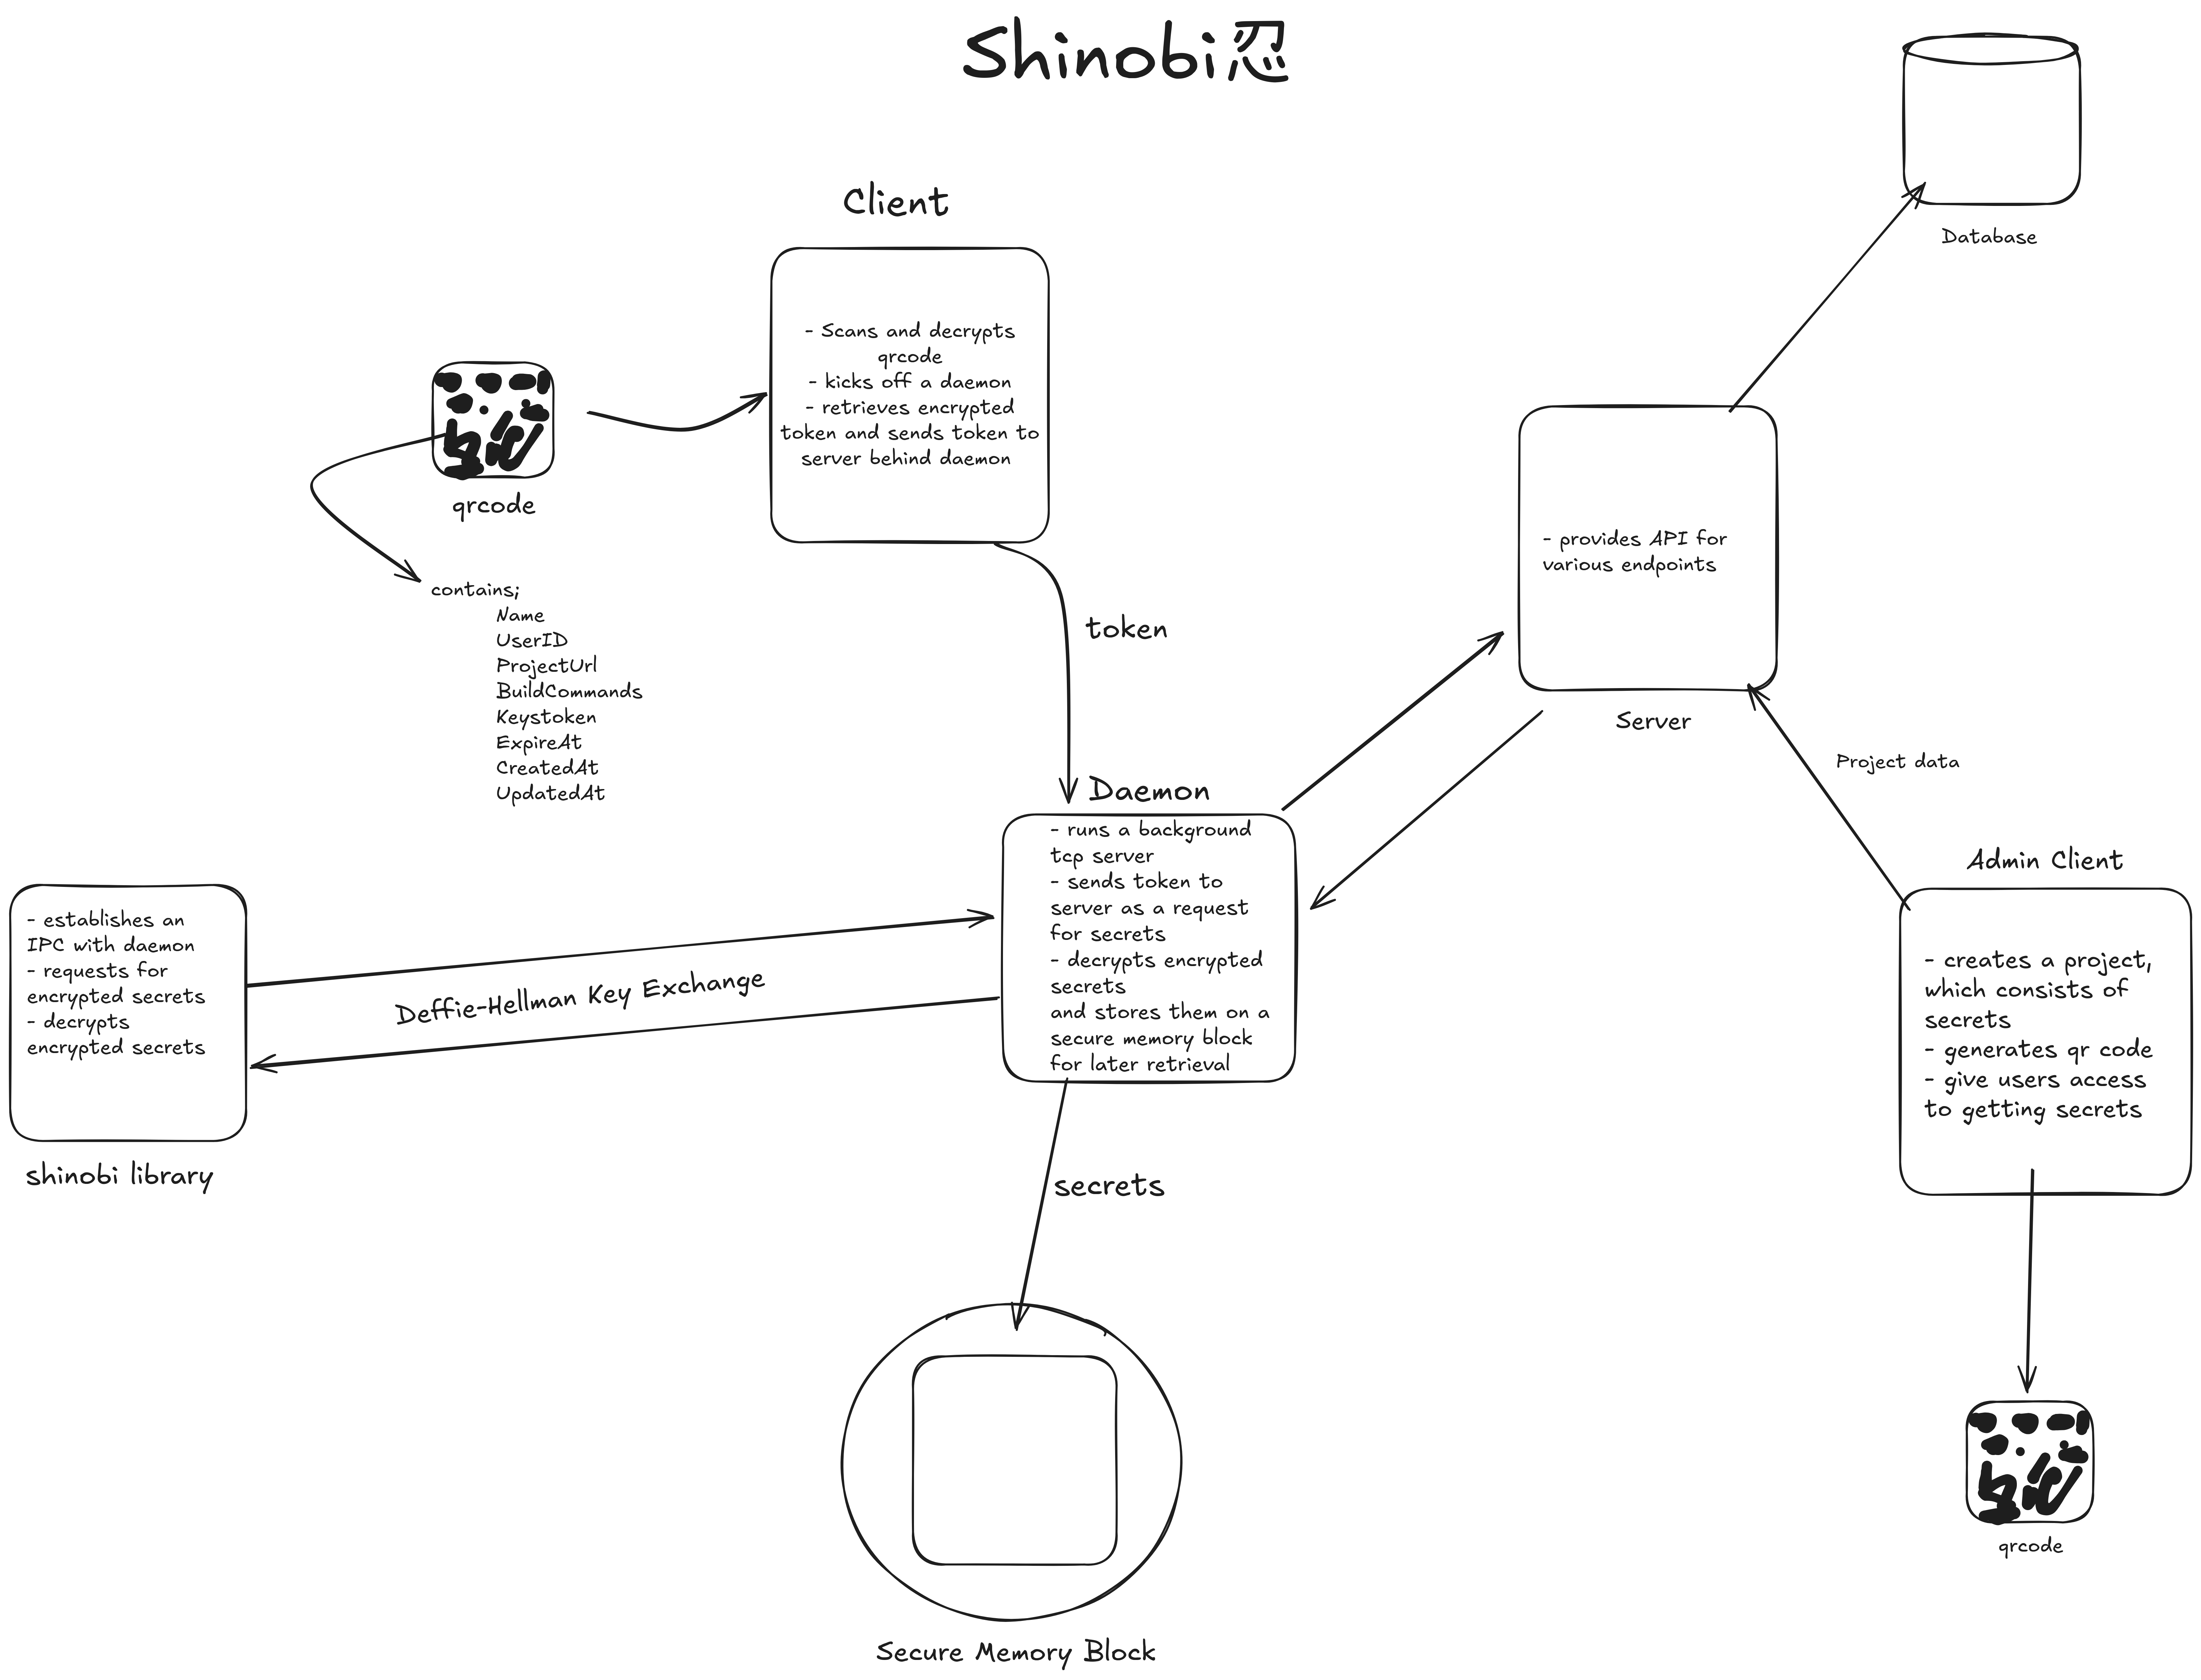 Shinobi忍
Database
Client
- Scans and decrypts
qrcode
- kicks off a daemon
- retrieves encrypted
token and sends token to
server behind daemon
qrcode
contains;
Name
UserID
ProjectUrl
BuildCommands
Keystoken
ExpireAt
CreatedAt
UpdatedAt
token
- provides API for
various endpoints
Server
Project data
Daemon
- runs a background
tcp server
- sends token to
server as a request
for secrets
- decrypts encrypted
secrets
and stores them on a
secure memory block
for later retrieval
Admin Client
- creates a project,
which consists of
secrets
- generates qr code
- give users access
to getting secrets
- establishes an
IPC with daemon
- requests for
encrypted secrets
- decrypts
encrypted secrets
shinobi library
Deffie-Hellman Key Exchange
secrets
Secure Memory Block
qrcode